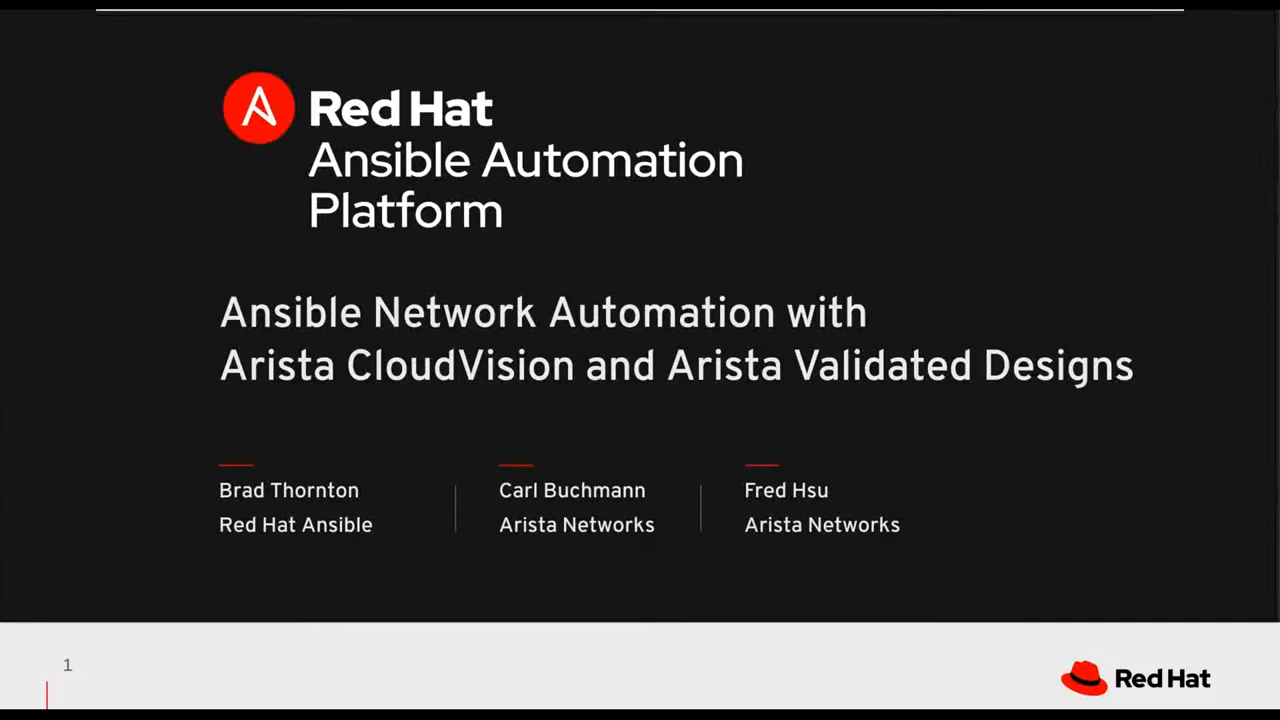 Red Hat
Ansible Automation
Platform
Ansible Network Automation with
Arista CloudVision and Arista Validated Designs
Brad Thornton
Red Hat Ansible
Carl Buchmann
Arista Networks
Fred Hsu
Arista Networks
1
Red Hat